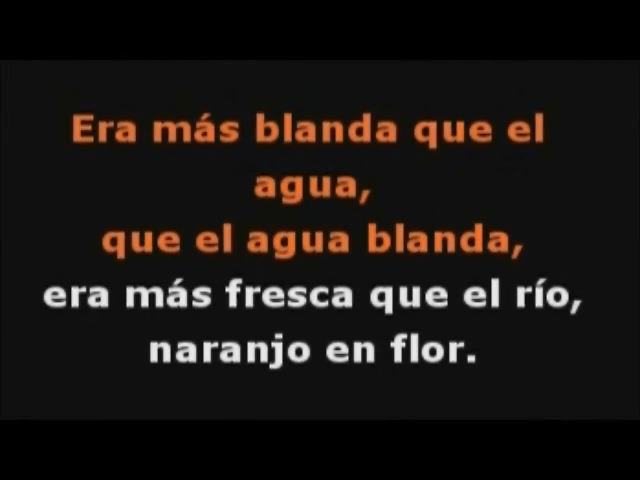 Era más blanda que el
agua,
que el agua blanda,
era más fresca que el río,
naranjo en flor.